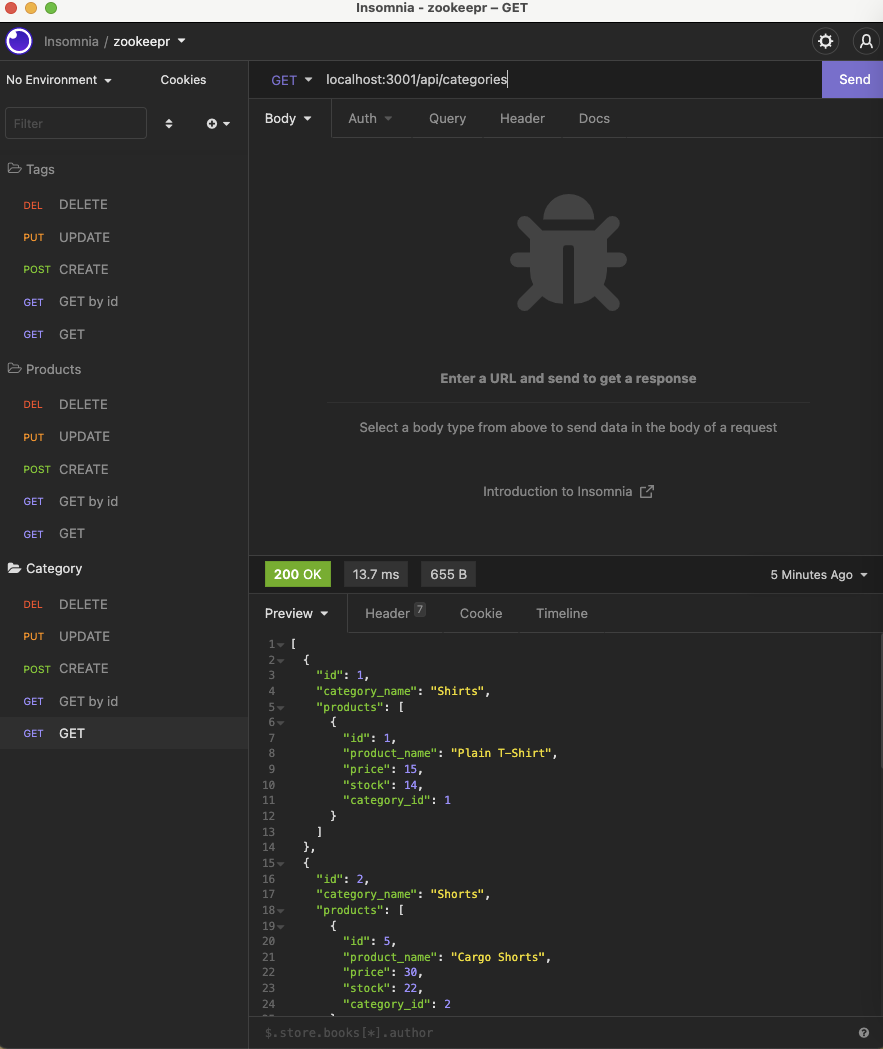 Insomnia - zookeepr – GET
Insomnia / zookeepr
No Environment
Cookies
Filter
Tags
DEL DELETE
PUT UPDATE
POST CREATE
GET GET by id
GET GET
Products
DEL DELETE
PUT UPDATE
POST CREATE
GET GET by id
GET GET
Category
DEL DELETE
PUT UPDATE
POST CREATE
GET GET by id
GET GET
GET localhost:3001/api/categories Send
Body Auth Query Header Docs
Enter a URL and send to get a response
Select a body type from above to send data in the body of a request
Introduction to Insomnia
200 OK 13.7 ms 655 B 5 Minutes Ago
Preview Header 7 Cookie Timeline
1 [
2 {
3 "id": 1,
4 "category_name": "Shirts",
5 "products": [
6 {
7 "id": 1,
8 "product_name": "Plain T-Shirt",
9 "price": 15,
10 "stock": 14,
11 "category_id": 1
12 }
13 ]
14 },
15 {
16 "id": 2,
17 "category_name": "Shorts",
18 "products": [
19 {
20 "id": 5,
21 "product_name": "Cargo Shorts",
22 "price": 30,
23 "stock": 22,
24 "category_id": 2
$.store.books[*].author